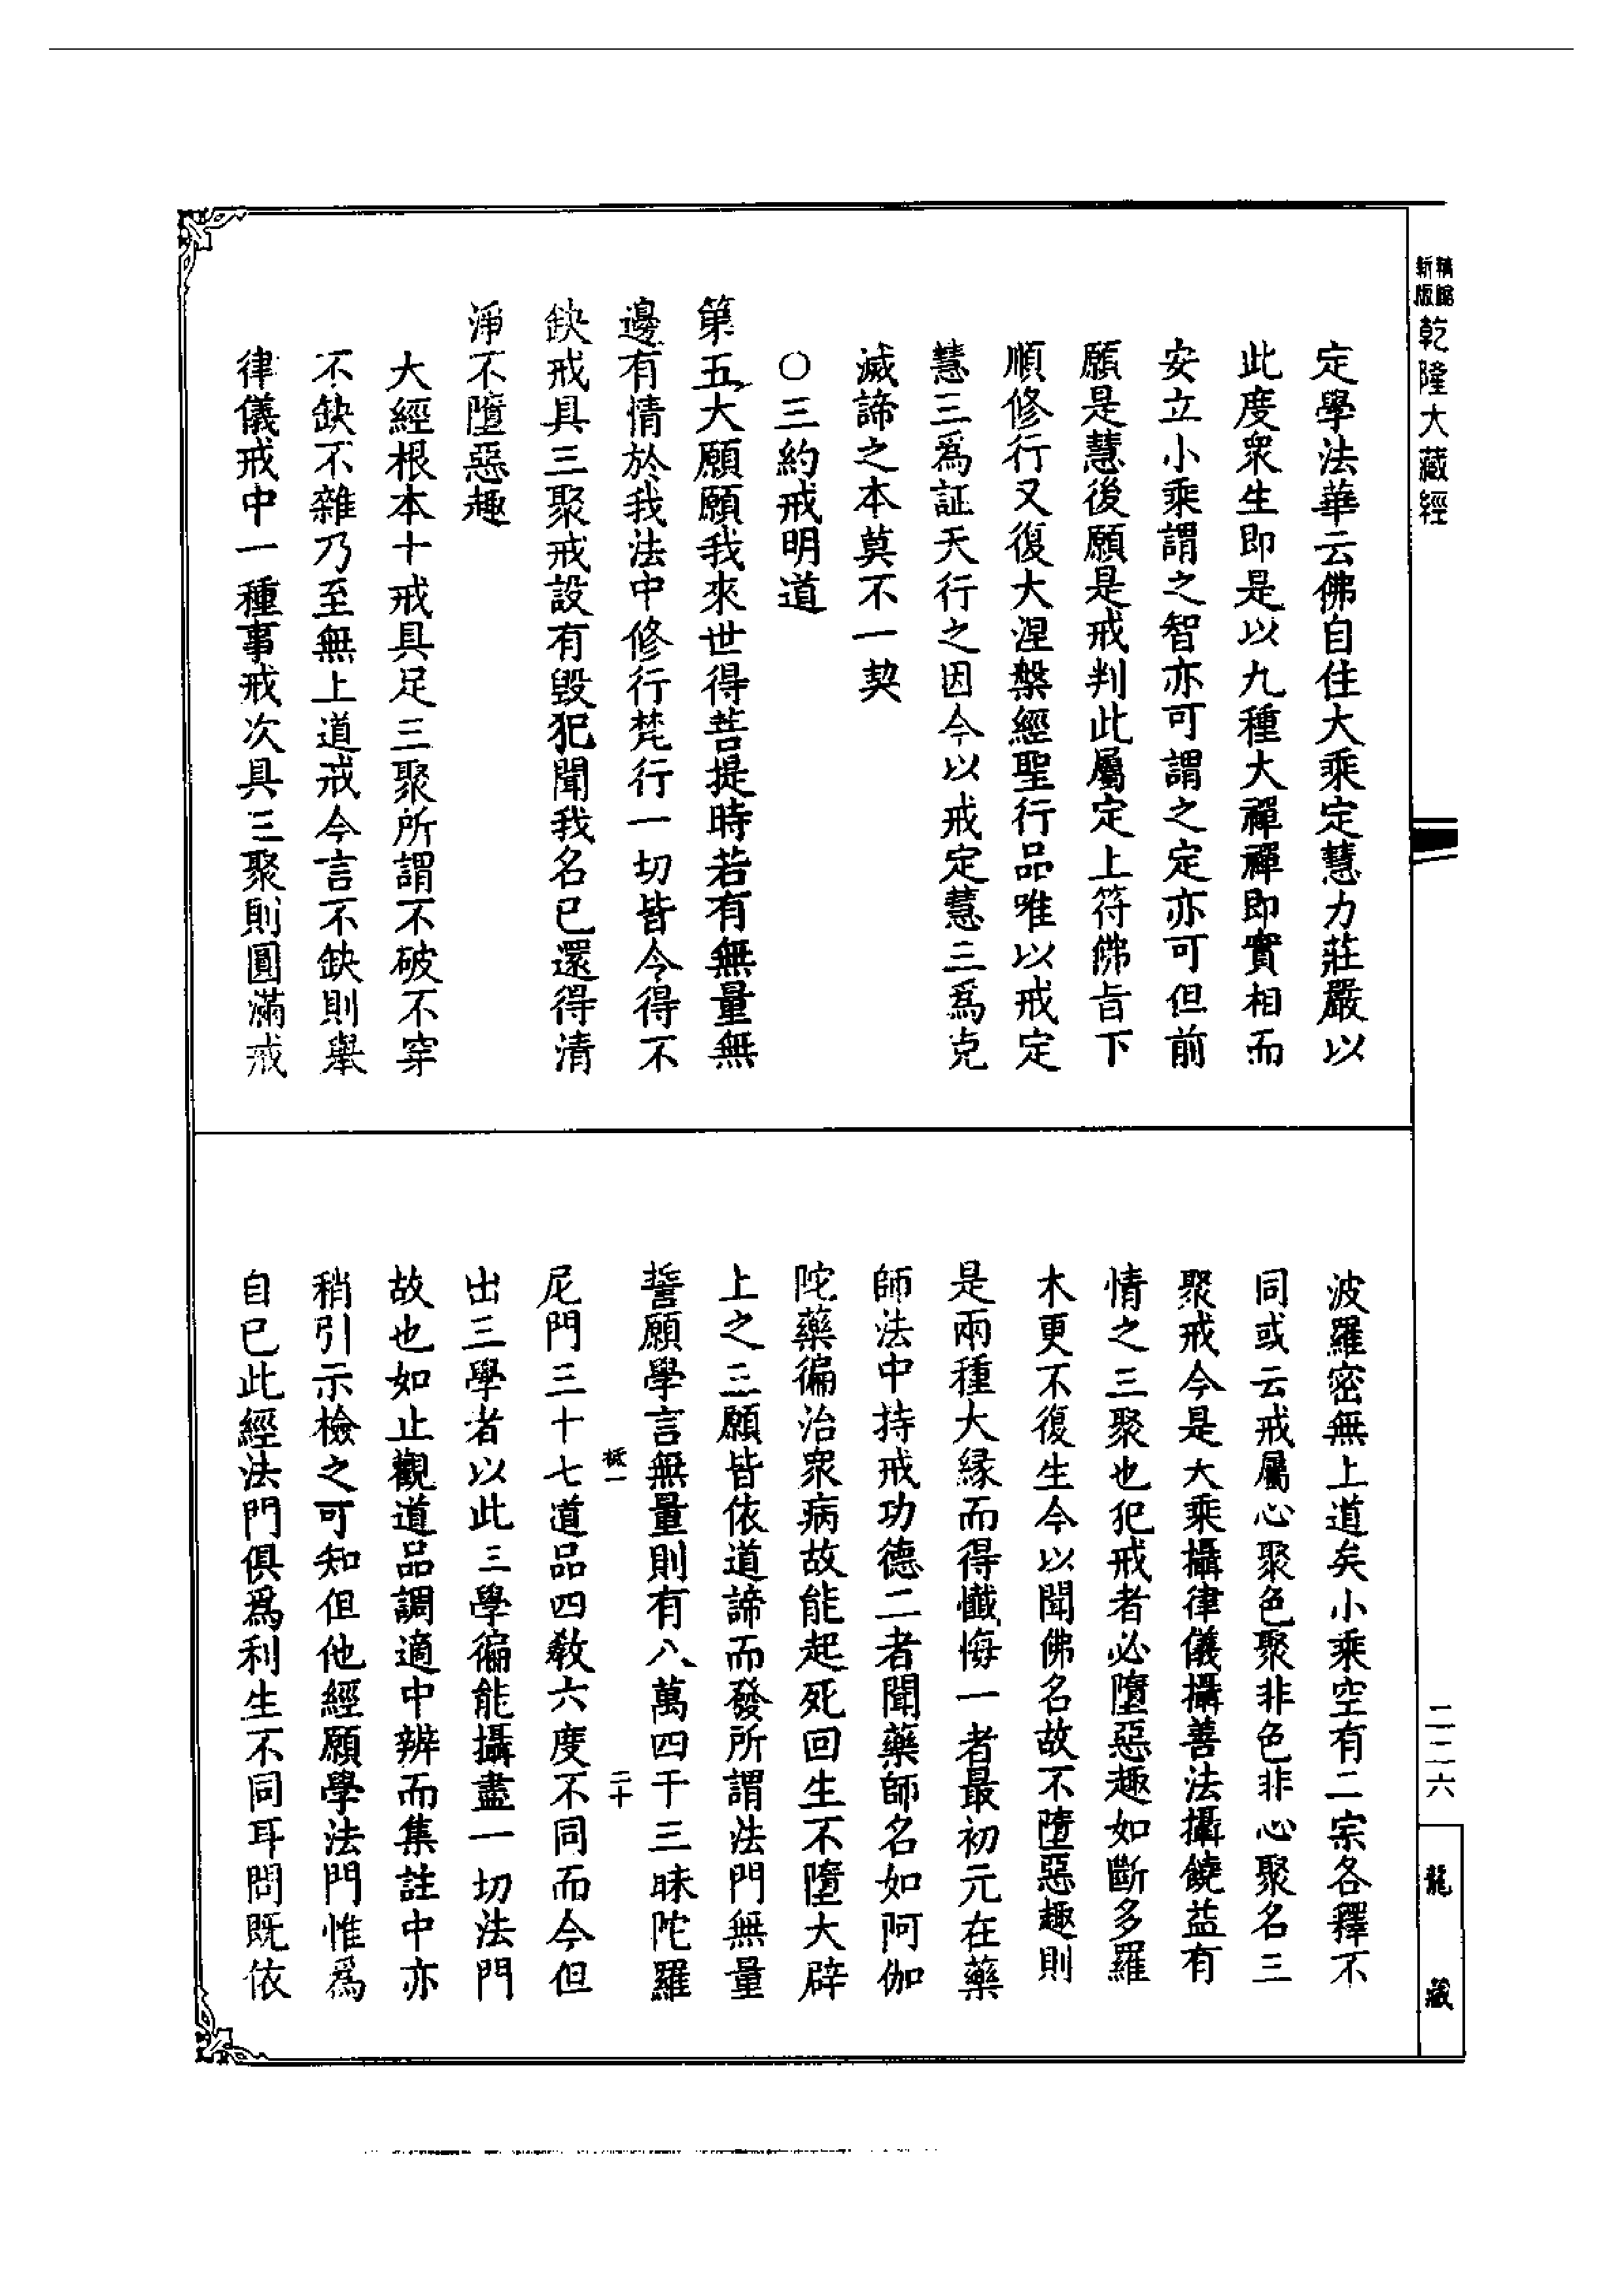 新版
乾隆大藏經
定學法華云佛自住大乘定慧力莊嚴以
此度衆生即是以九種大禪禪即實相而
安立小乘謂之智亦可謂之定亦可但前
願是慧後願是戒判此屬定上符佛旨下
順修行又復大涅槃經聖行品唯以戒定
慧三爲証天行之因今以戒定慧三爲克
滅諦之本莫不一契
○三約戒明道
第五大願願我來世得菩提時若有無量無
邊有情於我法中修行梵行一切皆令得不
缺戒具三聚戒設有毀犯聞我名已還得清
淨不墮惡趣
大經根本十戒具足三聚所謂不破不穿
不缺不雜乃至無上道戒今言不缺則舉
律儀戒中一種事戒次具三聚則圓滿戒
波羅密無上道矣小乘空有二宗各釋不
同或云戒屬心聚色聚非色非心聚名三
聚戒今是大乘攝律儀攝善法攝饒益有
情之三聚也犯戒者必墮惡趣如斷多羅
木更不復生今以聞佛名故不墮惡趣則
是兩種大緣而得懺悔一者最初元在藥
師法中持戒功德二者聞藥師名如阿伽
陀藥徧治衆病故能起死回生不墮大辟
上之三願皆依道諦而發所謂法門無量
誓願學言無量則有八萬四千三昧陀羅
尼門三十七道品四教六度不同而今但
出三學者以此三學徧能攝盡一切法門
故也如止觀道品調適中辨而集註中亦
稍引示檢之可知但他經願學法門惟爲
自已此經法門俱爲利生不同耳問既依
二十
二二六
龍藏